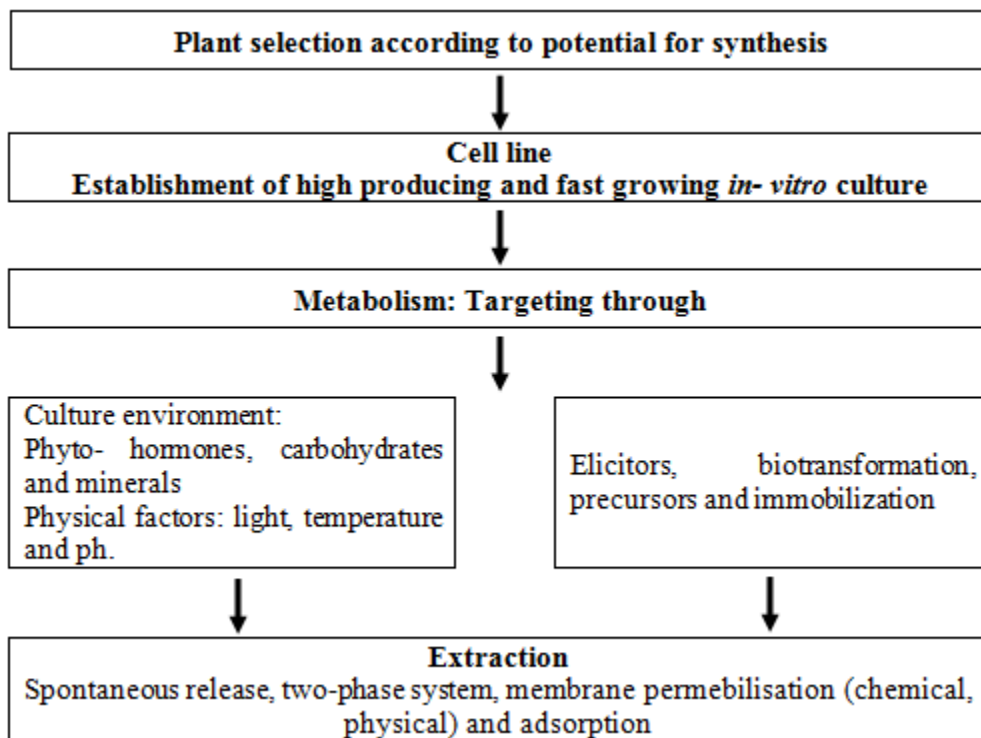 Plant selection according to potential for synthesis
Cell line
Establishment of high producing and fast growing in- vitro culture
Metabolism: Targeting through
Culture environment:
Phyto- hormones, carbohydrates
and minerals
Physical factors: light, temperature
and ph.
Elicitors, biotransformation,
precursors and immobilization
Extraction
Spontaneous release, two-phase system, membrane permebilisation (chemical,
physical) and adsorption